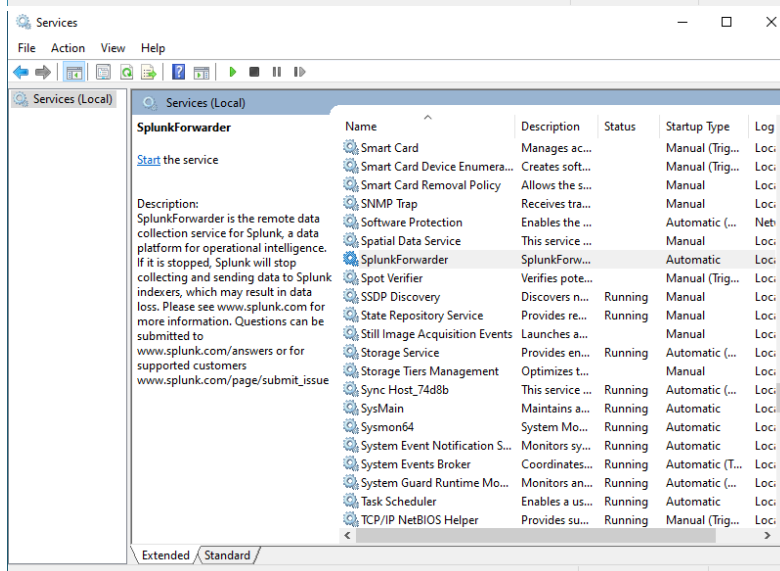 Services
File Action View Help
Services (Local)
Services (Local)
SplunkForwarder
Start the service
Description:
SplunkForwarder is the remote data
collection service for Splunk, a data
platform for operational intelligence.
If it is stopped, Splunk will stop
collecting and sending data to Splunk
indexers, which may result in data
loss. Please see www.splunk.com for
more information. Questions can be
submitted to
www.splunk.com/answers or for
supported customers
www.splunk.com/page/submit_issue
Name Description Status Startup Type Log
Smart Card Manages ac... Manual (Trig... Loca
Smart Card Device Enumera... Creates soft... Manual (Trig... Loca
Smart Card Removal Policy Allows the s... Manual Loca
SNMP Trap Receives tra... Manual Loca
Software Protection Enables the ... Automatic (... Netv
Spatial Data Service This service ... Manual Loca
SplunkForwarder SplunkForw... Automatic Loca
Spot Verifier Verifies pote... Manual (Trig... Loca
SSDP Discovery Discovers n... Running Manual Loca
State Repository Service Provides re... Running Manual Loca
Still Image Acquisition Events Launches a... Manual Loca
Storage Service Provides en... Running Automatic (... Loca
Storage Tiers Management Optimizes t... Manual Loca
Sync Host_74d8b This service ... Running Automatic (... Loca
SysMain Maintains a... Running Automatic Loca
Sysmon64 System Mo... Running Automatic Loca
System Event Notification S... Monitors sy... Running Automatic Loca
System Events Broker Coordinates... Running Automatic (T... Loca
System Guard Runtime Mo... Monitors an... Running Automatic (... Loca
Task Scheduler Enables a us... Running Automatic Loca
TCP/IP NetBIOS Helper Provides su... Running Manual (Trig... Loca
Extended Standard